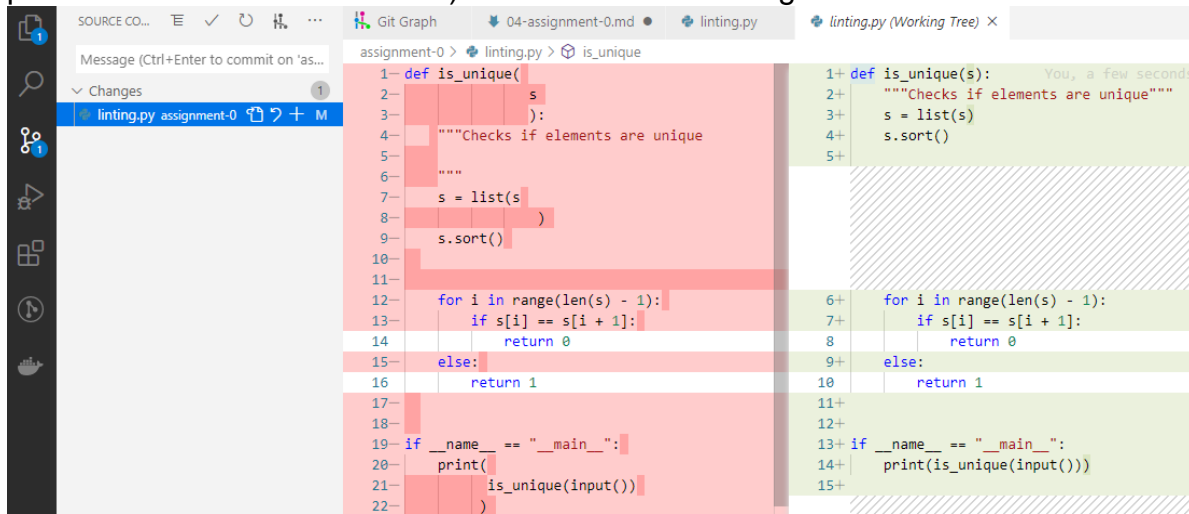 SOURCE CO...
Git Graph
04-assignment-0.md
linting.py
linting.py (Working Tree)
Message (Ctrl+Enter to commit on 'as...
assignment-0 > linting.py > is_unique
Changes 1
linting.py assignment-0 M
1
1
1- def is_unique(
2- s
3- ):
4- """Checks if elements are unique
5-
6- """
7- s = list(s
8- )
9- s.sort()
10-
11-
12- for i in range(len(s) - 1):
13- if s[i] == s[i + 1]:
14 return 0
15- else:
16 return 1
17-
18-
19- if __name__ == "__main__":
20- print(
21- is_unique(input())
22- )
1+ def is_unique(s): You, a few seconds
2+ """Checks if elements are unique"""
3+ s = list(s)
4+ s.sort()
5+
6+ for i in range(len(s) - 1):
7+ if s[i] == s[i + 1]:
8 return 0
9+ else:
10 return 1
11+
12+
13+ if __name__ == "__main__":
14+ print(is_unique(input()))
15+